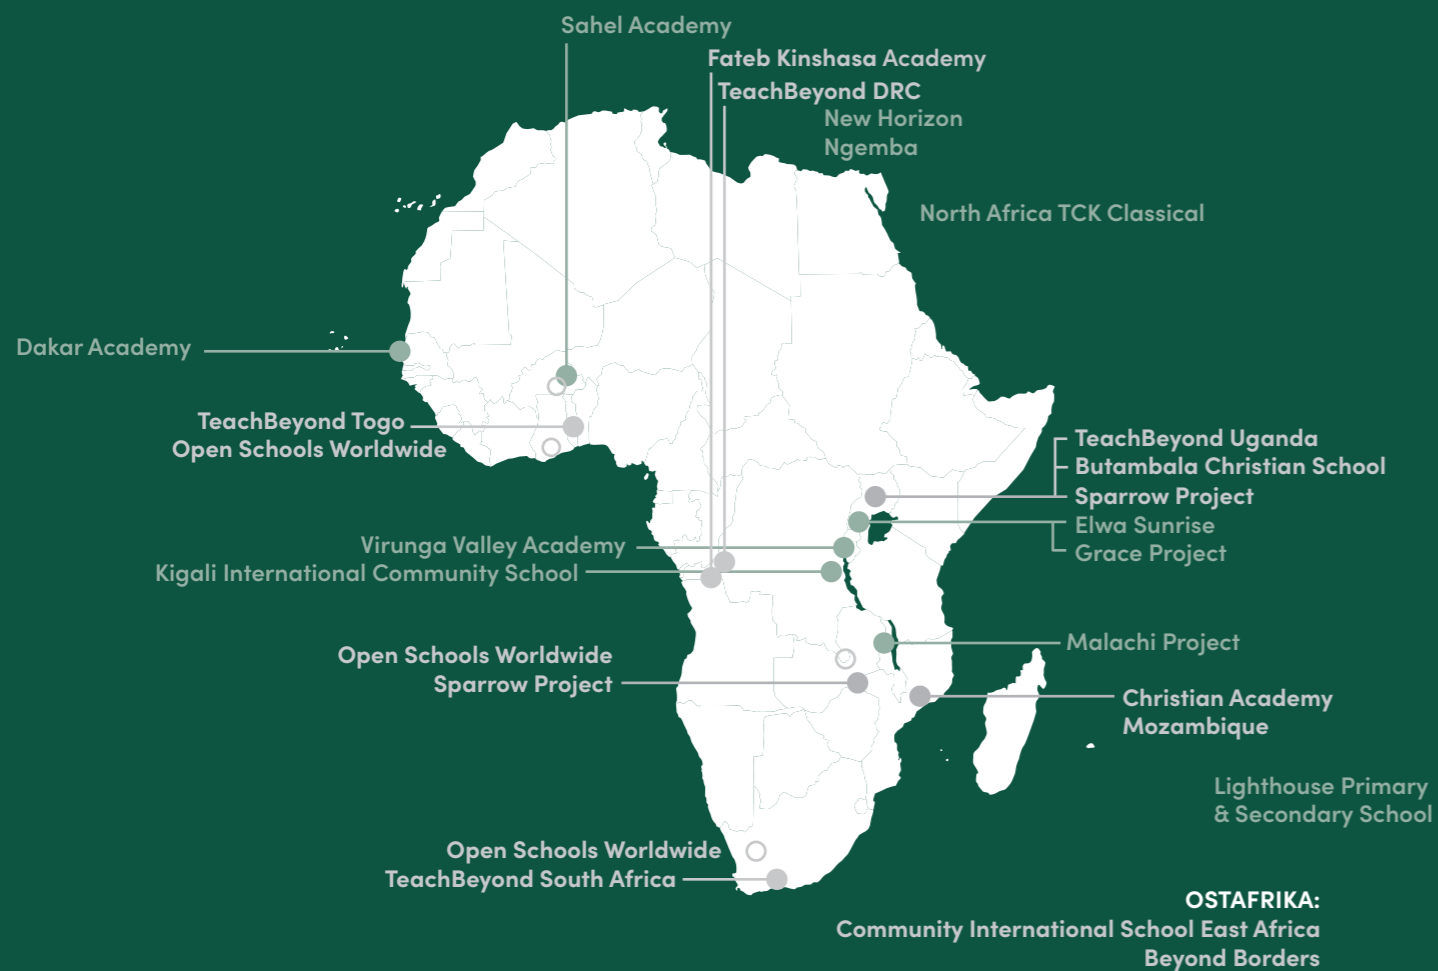 Sahel Academy
Fateb Kinshasa Academy
TeachBeyond DRC
New Horizon
Ngemba
North Africa TCK Classical
Dakar Academy
TeachBeyond Togo
Open Schools Worldwide
TeachBeyond Uganda
Butambala Christian School
Sparrow Project
Elwa Sunrise
Grace Project
Virunga Valley Academy
Kigali International Community School
Malachi Project
Open Schools Worldwide
Sparrow Project
Christian Academy
Mozambique
Lighthouse Primary
& Secondary School
Open Schools Worldwide
TeachBeyond South Africa
OSTAFRIKA:
Community International School East Africa
Beyond Borders